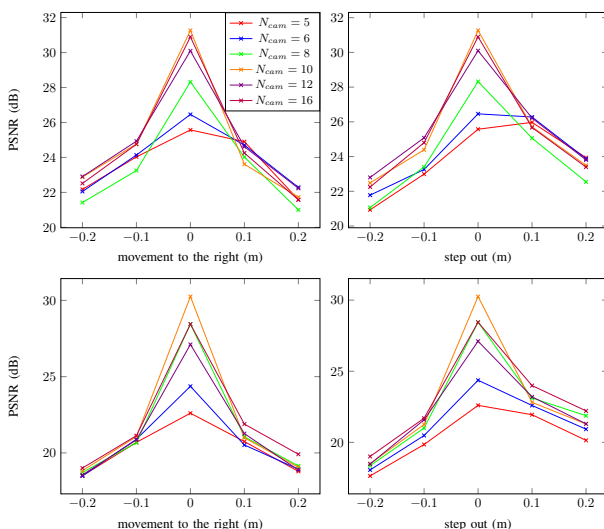 32
30
28
26
24
22
20
PSNR (dB)
−0.2 −0.1 0 0.1 0.2
movement to the right (m)
N_cam = 5
N_cam = 6
N_cam = 8
N_cam = 10
N_cam = 12
N_cam = 16
32
30
28
26
24
22
20
−0.2 −0.1 0 0.1 0.2
step out (m)
30
20
PSNR (dB)
−0.2 −0.1 0 0.1 0.2
movement to the right (m)
30
20
−0.2 −0.1 0 0.1 0.2
step out (m)